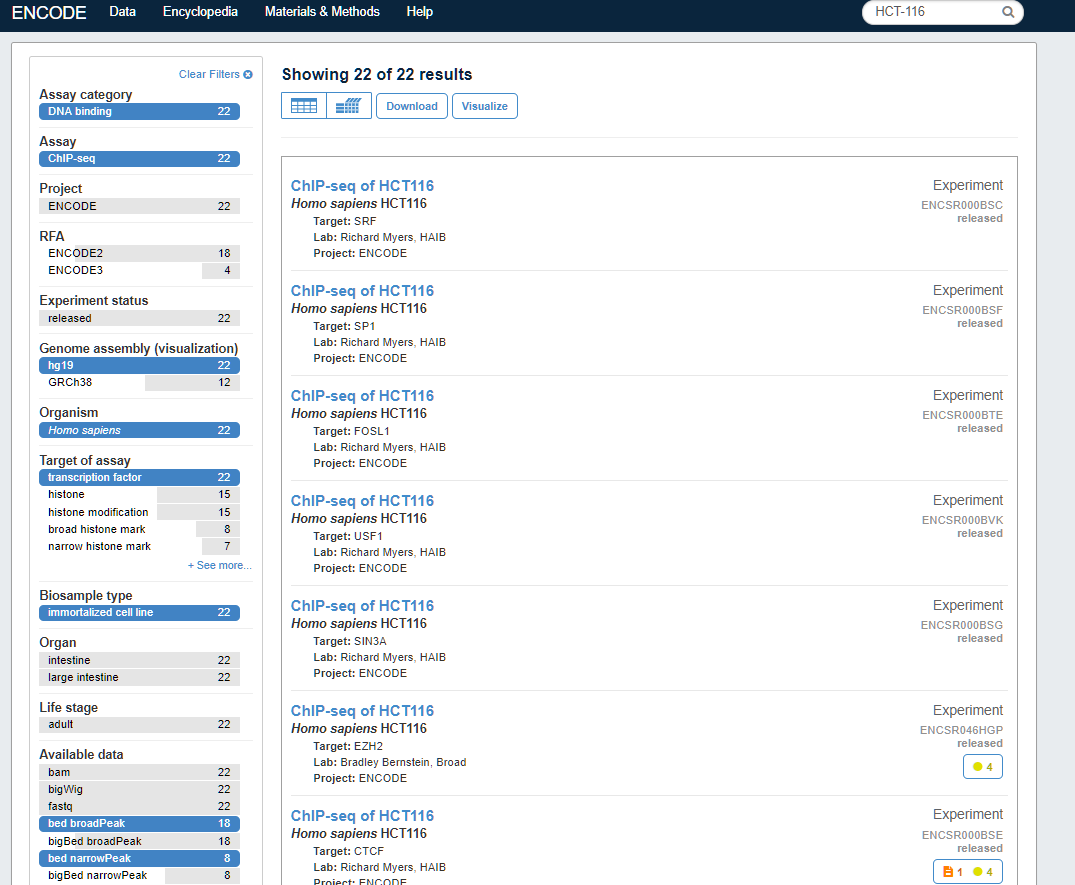 ENCODE Data Encyclopedia Materials & Methods Help HCT-116
Clear Filters
Assay category
DNA binding 22
Assay
ChIP-seq 22
Project
ENCODE 22
RFA
ENCODE2 18
ENCODE3 4
Experiment status
released 22
Genome assembly (visualization)
hg19 22
GRCh38 12
Organism
Homo sapiens 22
Target of assay
transcription factor 22
histone 15
histone modification 15
broad histone mark 8
narrow histone mark 7
+ See more...
Biosample type
immortalized cell line 22
Organ
intestine 22
large intestine 22
Life stage
adult 22
Available data
bam 22
bigWig 22
fastq 22
bed broadPeak 18
bigBed broadPeak 18
bed narrowPeak 8
bigBed narrowPeak 8
Showing 22 of 22 results
Download Visualize
ChIP-seq of HCT116 Experiment
Homo sapiens HCT116 ENCSR000BSC
released
Target: SRF
Lab: Richard Myers, HAIB
Project: ENCODE
ChIP-seq of HCT116 Experiment
Homo sapiens HCT116 ENCSR000BSF
released
Target: SP1
Lab: Richard Myers, HAIB
Project: ENCODE
ChIP-seq of HCT116 Experiment
Homo sapiens HCT116 ENCSR000BTE
released
Target: FOSL1
Lab: Richard Myers, HAIB
Project: ENCODE
ChIP-seq of HCT116 Experiment
Homo sapiens HCT116 ENCSR000BVK
released
Target: USF1
Lab: Richard Myers, HAIB
Project: ENCODE
ChIP-seq of HCT116 Experiment
Homo sapiens HCT116 ENCSR000BSG
released
Target: SIN3A
Lab: Richard Myers, HAIB
Project: ENCODE
ChIP-seq of HCT116 Experiment
Homo sapiens HCT116 ENCSR046HGP
released
Target: EZH2
Lab: Bradley Bernstein, Broad
Project: ENCODE
4
ChIP-seq of HCT116 Experiment
Homo sapiens HCT116 ENCSR000BSE
released
Target: CTCF
Lab: Richard Myers, HAIB
Project: ENCODE
1 4